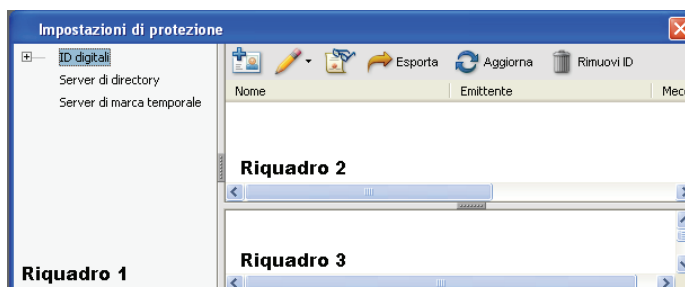 Impostazioni di protezione
ID digitali
Server di directory
Server di marca temporale
Esporta Aggiorna Rimuovi ID
Nome Emittente
Riquadro 2
Riquadro 3
Riquadro 1